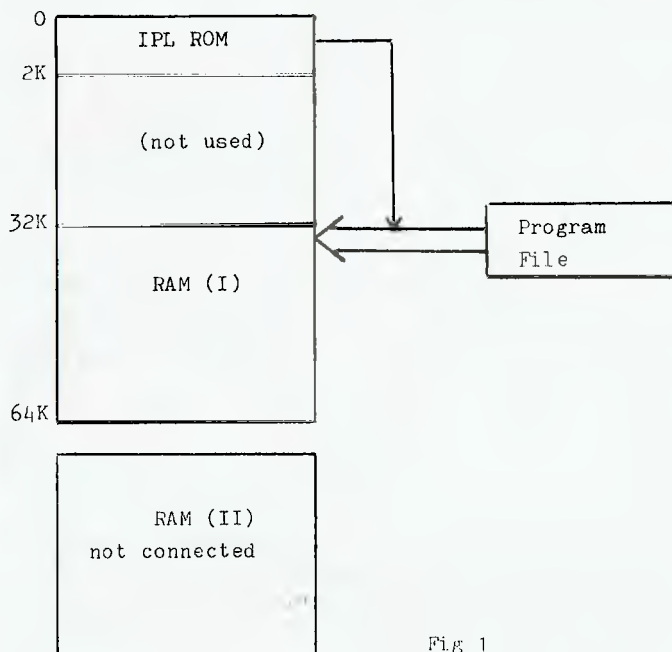 0
IPL ROM
2K
(not used)
32K
Program
File
RAM (I)
64K
RAM (II)
not connected
Fig 1